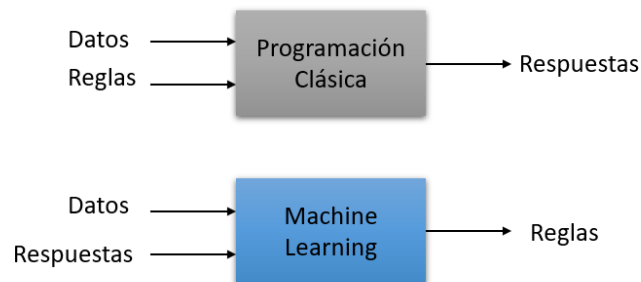 Datos
Reglas
Programación
Clásica
Respuestas
Datos
Respuestas
Machine
Learning
Reglas